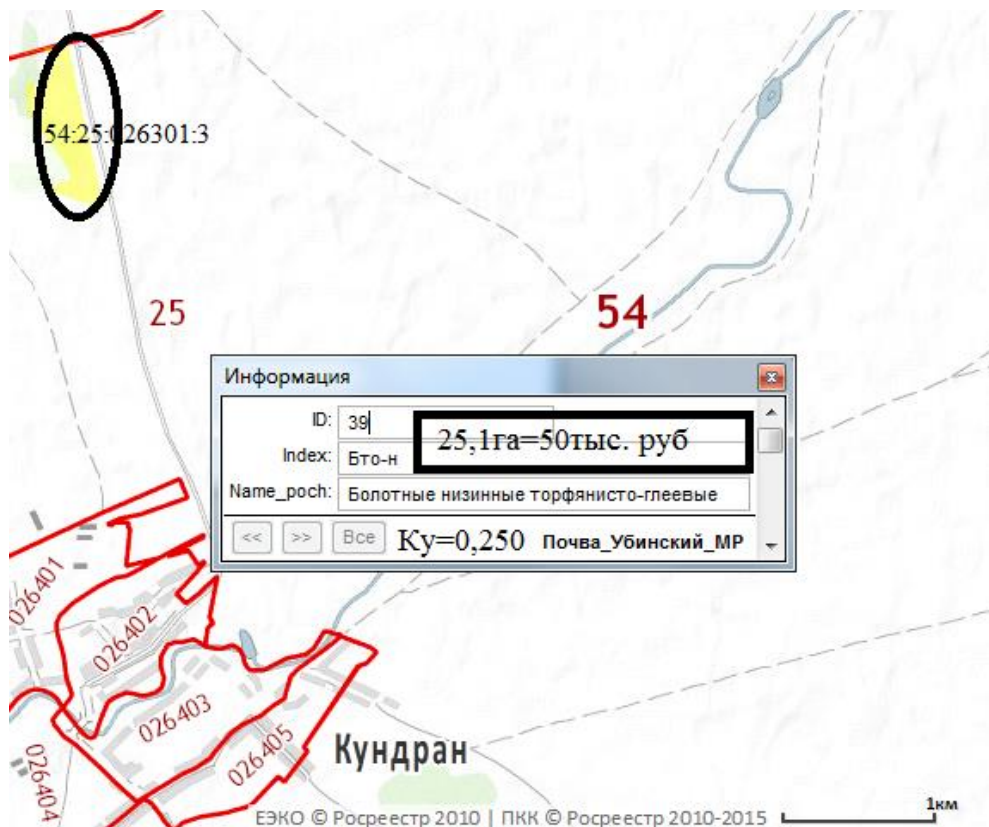 54:25:026301:3
25
54
Информация
ID: 39
25,1га=50тыс. руб
Index: Бто-н
Name_poch: Болотные низинные торфянисто-глеевые
<< >> Все Ку=0,250 Почва_Убинский_МР
026401
026402
026403
026405
026404
Кундран
ЕЭКО © Росреестр 2010 | ПКК © Росреестр 2010-2015
1км